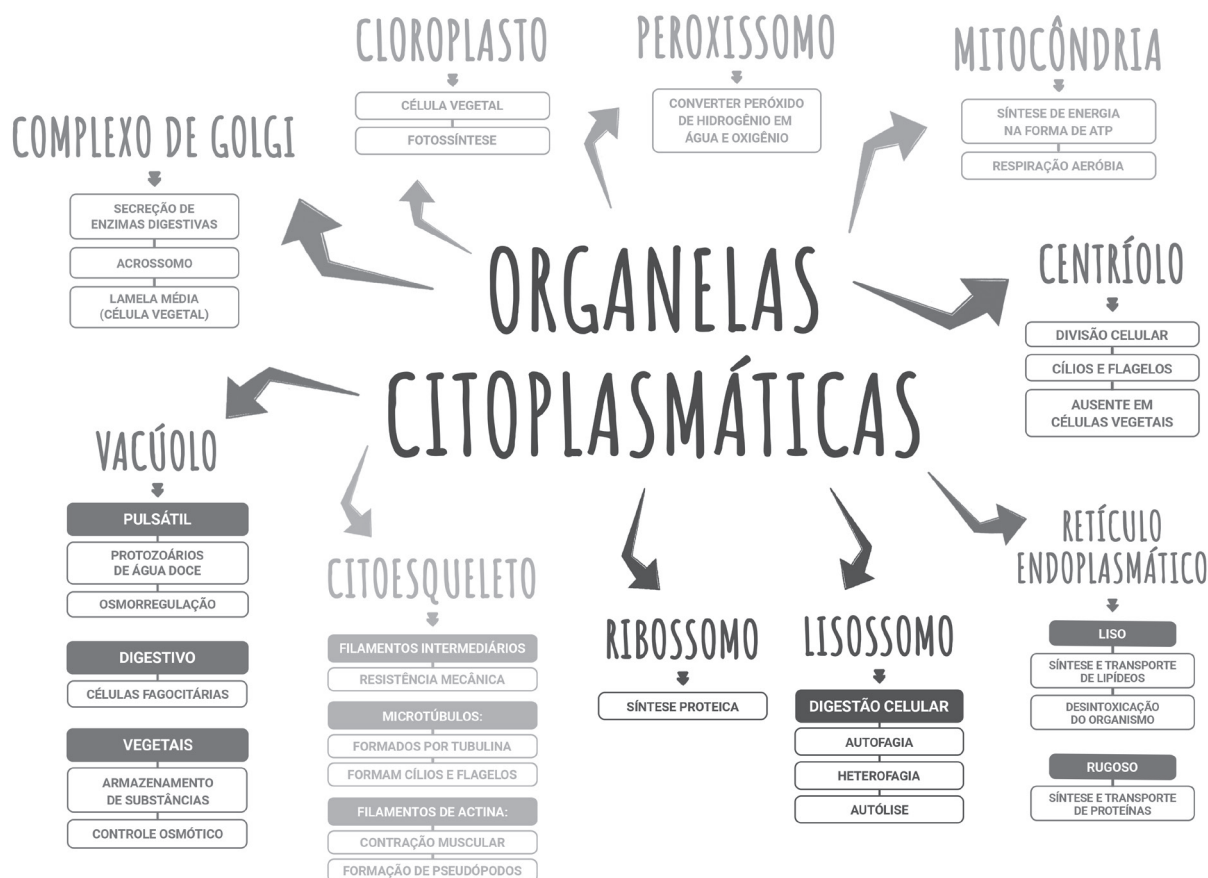 ORGANELAS
CITOPLASMÁTICAS
COMPLEXO DE GOLGI
SECREÇÃO DE
ENZIMAS DIGESTIVAS
ACROSSOMO
LAMELA MÉDIA
(CÉLULA VEGETAL)
CLOROPLASTO
CÉLULA VEGETAL
FOTOSSÍNTESE
PEROXISSOMO
CONVERTER PERÓXIDO
DE HIDROGÊNIO EM
ÁGUA E OXIGÊNIO
MITOCÔNDRIA
SÍNTESE DE ENERGIA
NA FORMA DE ATP
RESPIRAÇÃO AERÓBIA
CENTRÍOLO
DIVISÃO CELULAR
CÍLIOS E FLAGELOS
AUSENTE EM
CÉLULAS VEGETAIS
VACÚOLO
PULSÁTIL
PROTOZOÁRIOS
DE ÁGUA DOCE
OSMORREGULAÇÃO
DIGESTIVO
CÉLULAS FAGOCITÁRIAS
VEGETAIS
ARMAZENAMENTO
DE SUBSTÂNCIAS
CONTROLE OSMÓTICO
CITOESQUELETO
FILAMENTOS INTERMEDIÁRIOS
RESISTÊNCIA MECÂNICA
MICROTÚBULOS:
FORMADOS POR TUBULINA
FORMAM CÍLIOS E FLAGELOS
FILAMENTOS DE ACTINA:
CONTRAÇÃO MUSCULAR
FORMAÇÃO DE PSEUDÓPODOS
RIBOSSOMO
SÍNTESE PROTEICA
LISOSSOMO
DIGESTÃO CELULAR
AUTOFAGIA
HETEROFAGIA
AUTÓLISE
RETÍCULO
ENDOPLASMÁTICO
LISO
SÍNTESE E TRANSPORTE
DE LIPÍDEOS
DESINTOXICAÇÃO
DO ORGANISMO
RUGOSO
SÍNTESE E TRANSPORTE
DE PROTEÍNAS